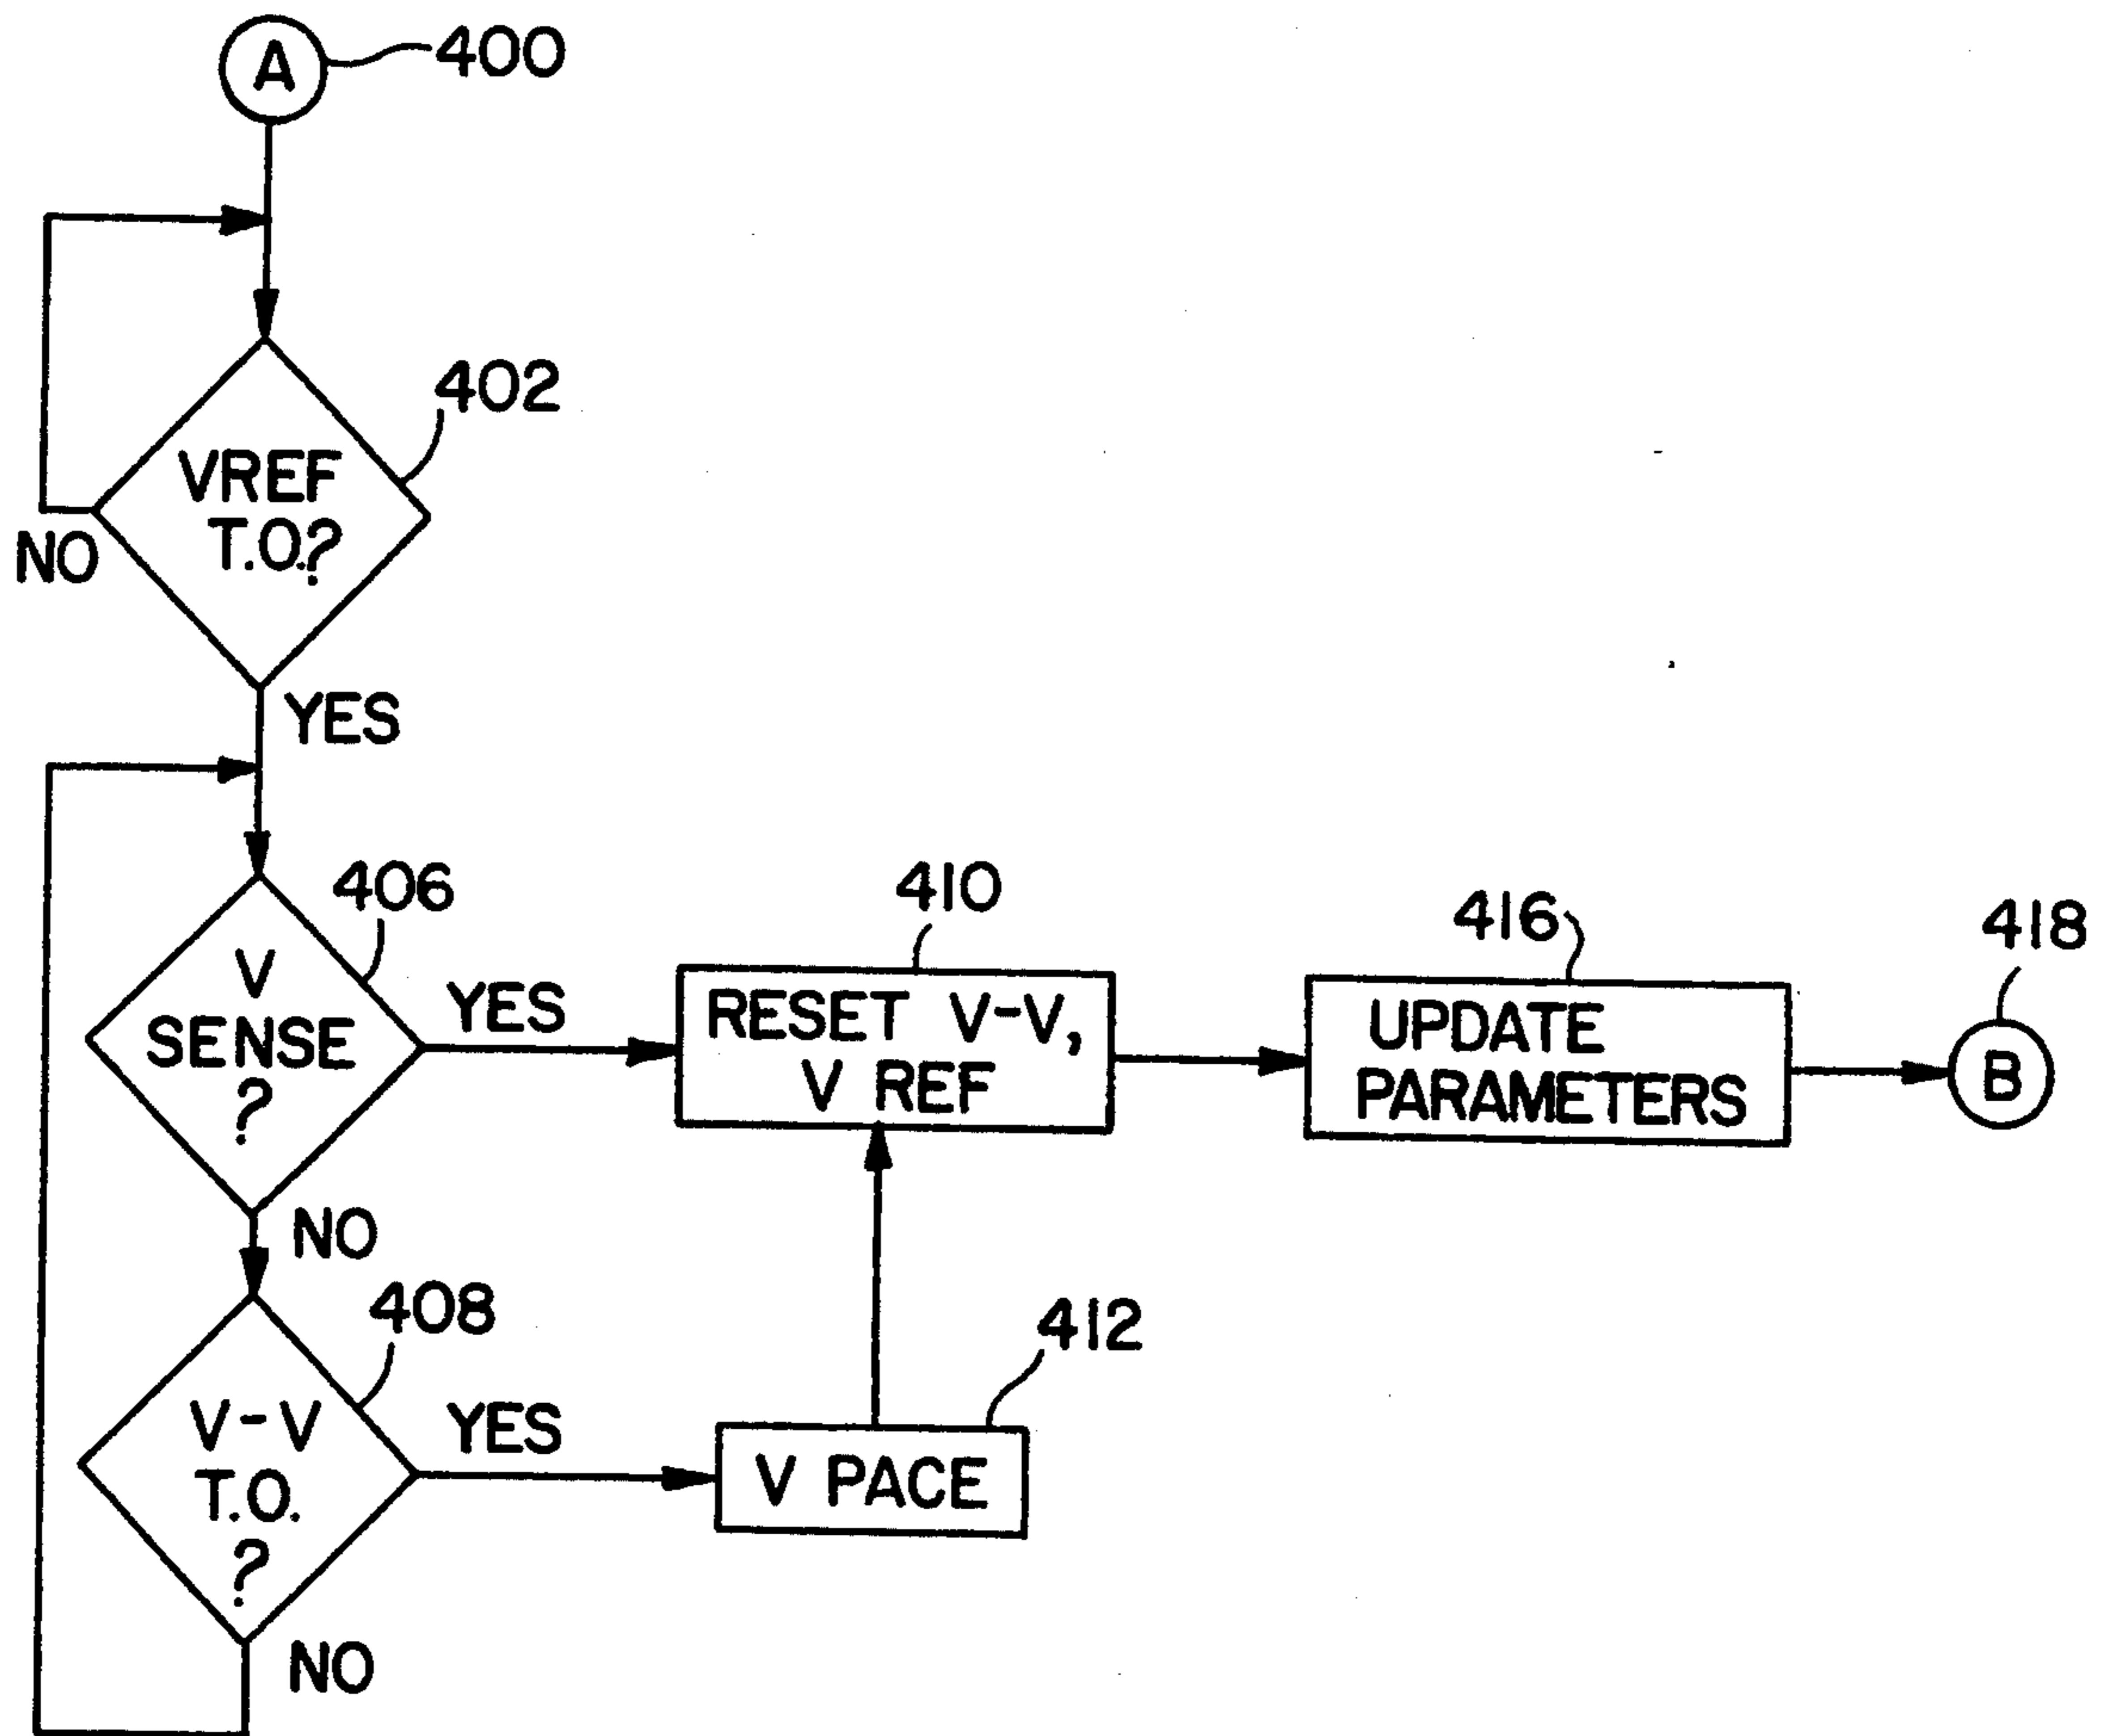 A
400
402
VREF
T.O.?
NO
YES
406
V
SENSE
?
YES
410
RESET V-V,
V REF
416
UPDATE
PARAMETERS
418
B
NO
408
V-V
T.O.
?
YES
412
V PACE
NO